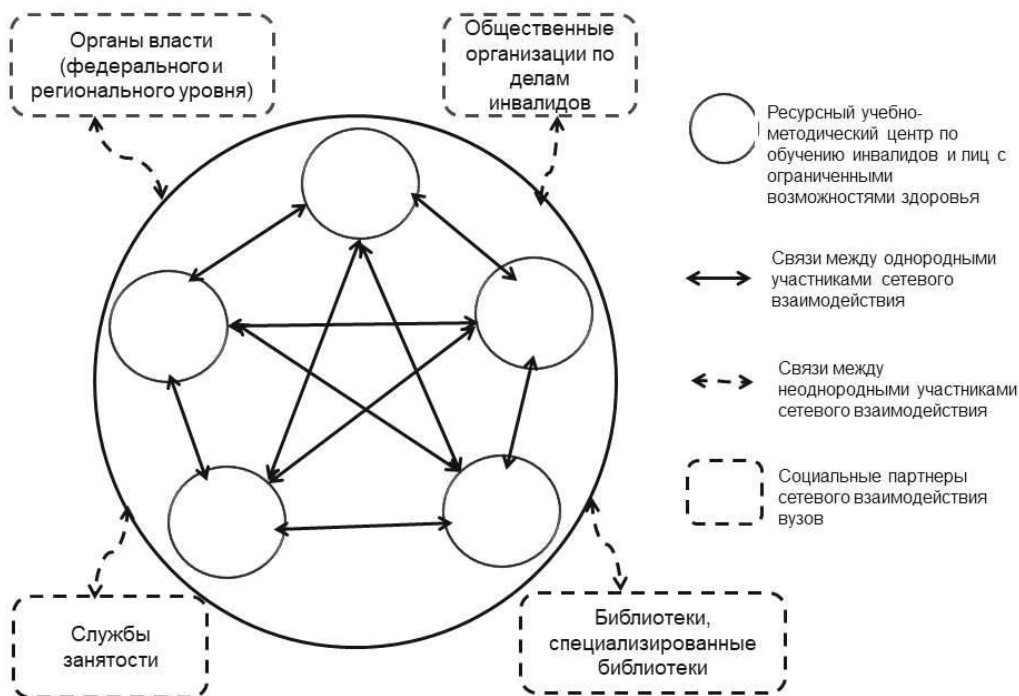 Органы власти
(федерального и
регионального уровня)
Общественные
организации по
делам
инвалидов
Ресурсный учебно-
методический центр по
обучению инвалидов и лиц с
ограниченными
возможностями здоровья
Связи между однородными
участниками сетевого
взаимодействия
Связи между
неоднородными участниками
сетевого взаимодействия
Социальные партнеры
сетевого взаимодействия
вузов
Службы
занятости
Библиотеки,
специализированные
библиотеки